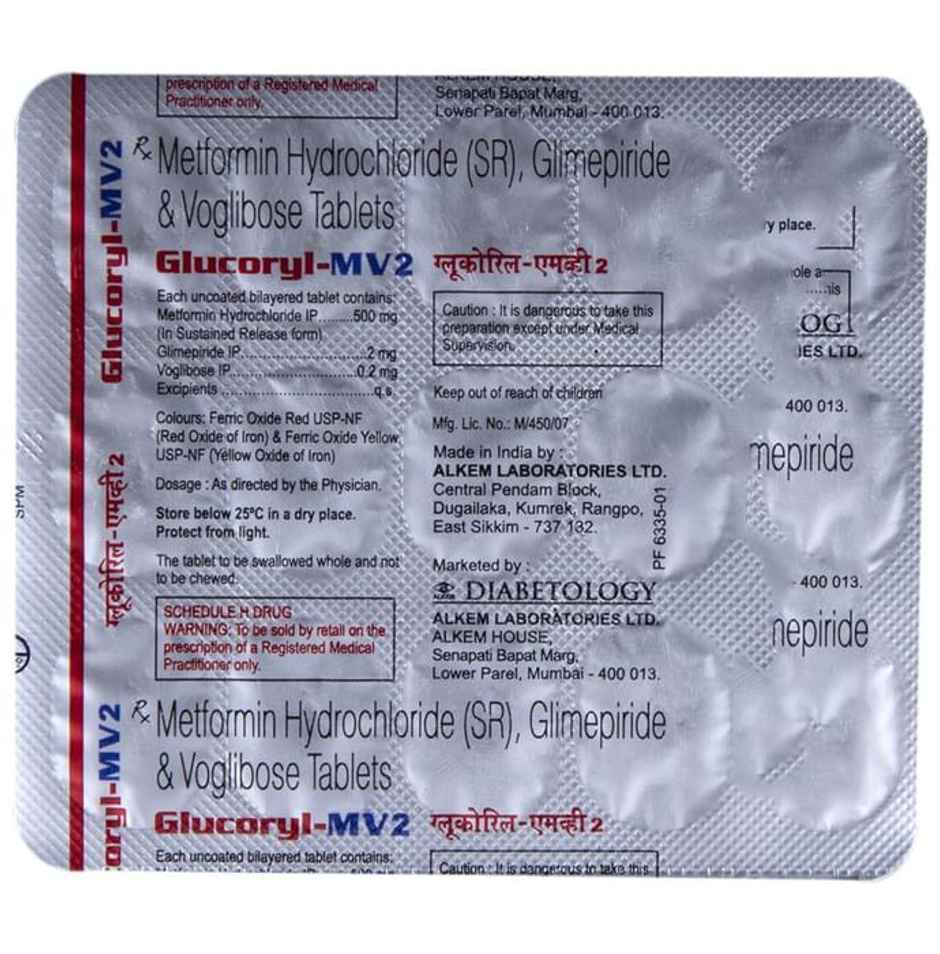 prescription of a Registered Medical
Practitioner only.
Senapati Bapat Marg,
Lower Parel, Mumbai - 400 013.
Glucoryl-MV2
ग्लूकोरिल-एमव्ही 2
oryl-MV2
SPM
Rx Metformin Hydrochloride (SR), Glimepiride
& Voglibose Tablets
Glucoryl-MV2 ग्लूकोरिल-एमव्ही 2
Each uncoated bilayered tablet contains:
Metformin Hydrochloride IP........500 mg
(In Sustained Release form)
Glimepiride IP............................2 mg
Voglibose IP............................0.2 mg
Excipients ..................................q.s.
Colours: Ferric Oxide Red USP-NF
(Red Oxide of Iron) & Ferric Oxide Yellow
USP-NF (Yellow Oxide of Iron)
Dosage : As directed by the Physician.
Store below 25°C in a dry place.
Protect from light.
The tablet to be swallowed whole and not
to be chewed.
SCHEDULE H DRUG
WARNING: To be sold by retail on the
prescription of a Registered Medical
Practitioner only.
Caution : It is dangerous to take this
preparation except under Medical
Supervision.
Keep out of reach of children
Mfg. Lic. No.: M/450/07
Made in India by :
ALKEM LABORATORIES LTD.
Central Pendam Block,
Dugailaka, Kumrek, Rangpo,
East Sikkim - 737 132.
PF 6335-01
Marketed by :
DIABETOLOGY
ALKEM LABORATORIES LTD.
ALKEM HOUSE,
Senapati Bapat Marg,
Lower Parel, Mumbai - 400 013.
ry place.
ole a
.....his
OGI
IES LTD.
400 013.
mepiride
- 400 013.
nepiride
Rx Metformin Hydrochloride (SR), Glimepiride
& Voglibose Tablets
Glucoryl-MV2 ग्लूकोरिल-एमव्ही 2
Each uncoated bilayered tablet contains:
Caution : It is dangerous to take this